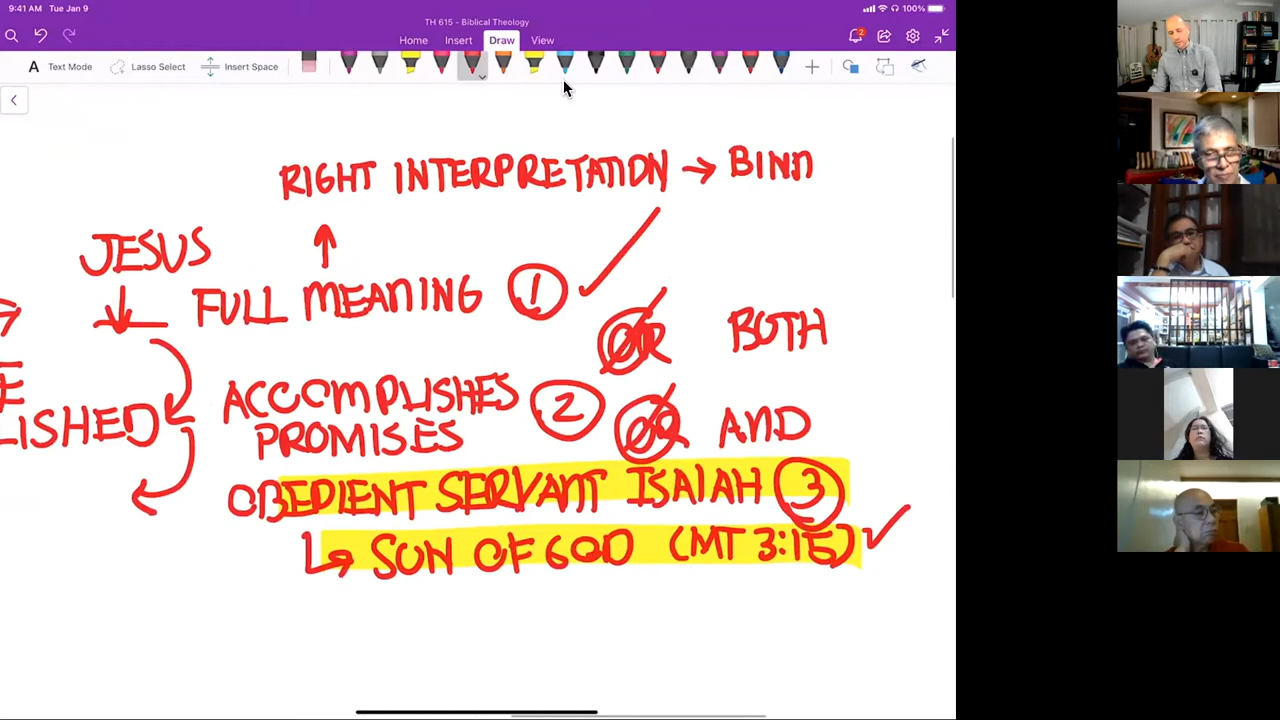 9:41 AM Tue Jan 9
100%
TH 615 - Biblical Theology
Home Insert Draw View
2
A Text Mode Lasso Select Insert Space
RIGHT INTERPRETATION → BINN
JESUS
↑
↓
FULL MEANING 1
OR BOTH
E
LISHED
ACCOMPLISHES 2
PROMISES
OR AND
OBEDIENT SERVANT ISAIAH 3
↳ SON OF GOD (MT 3:15)